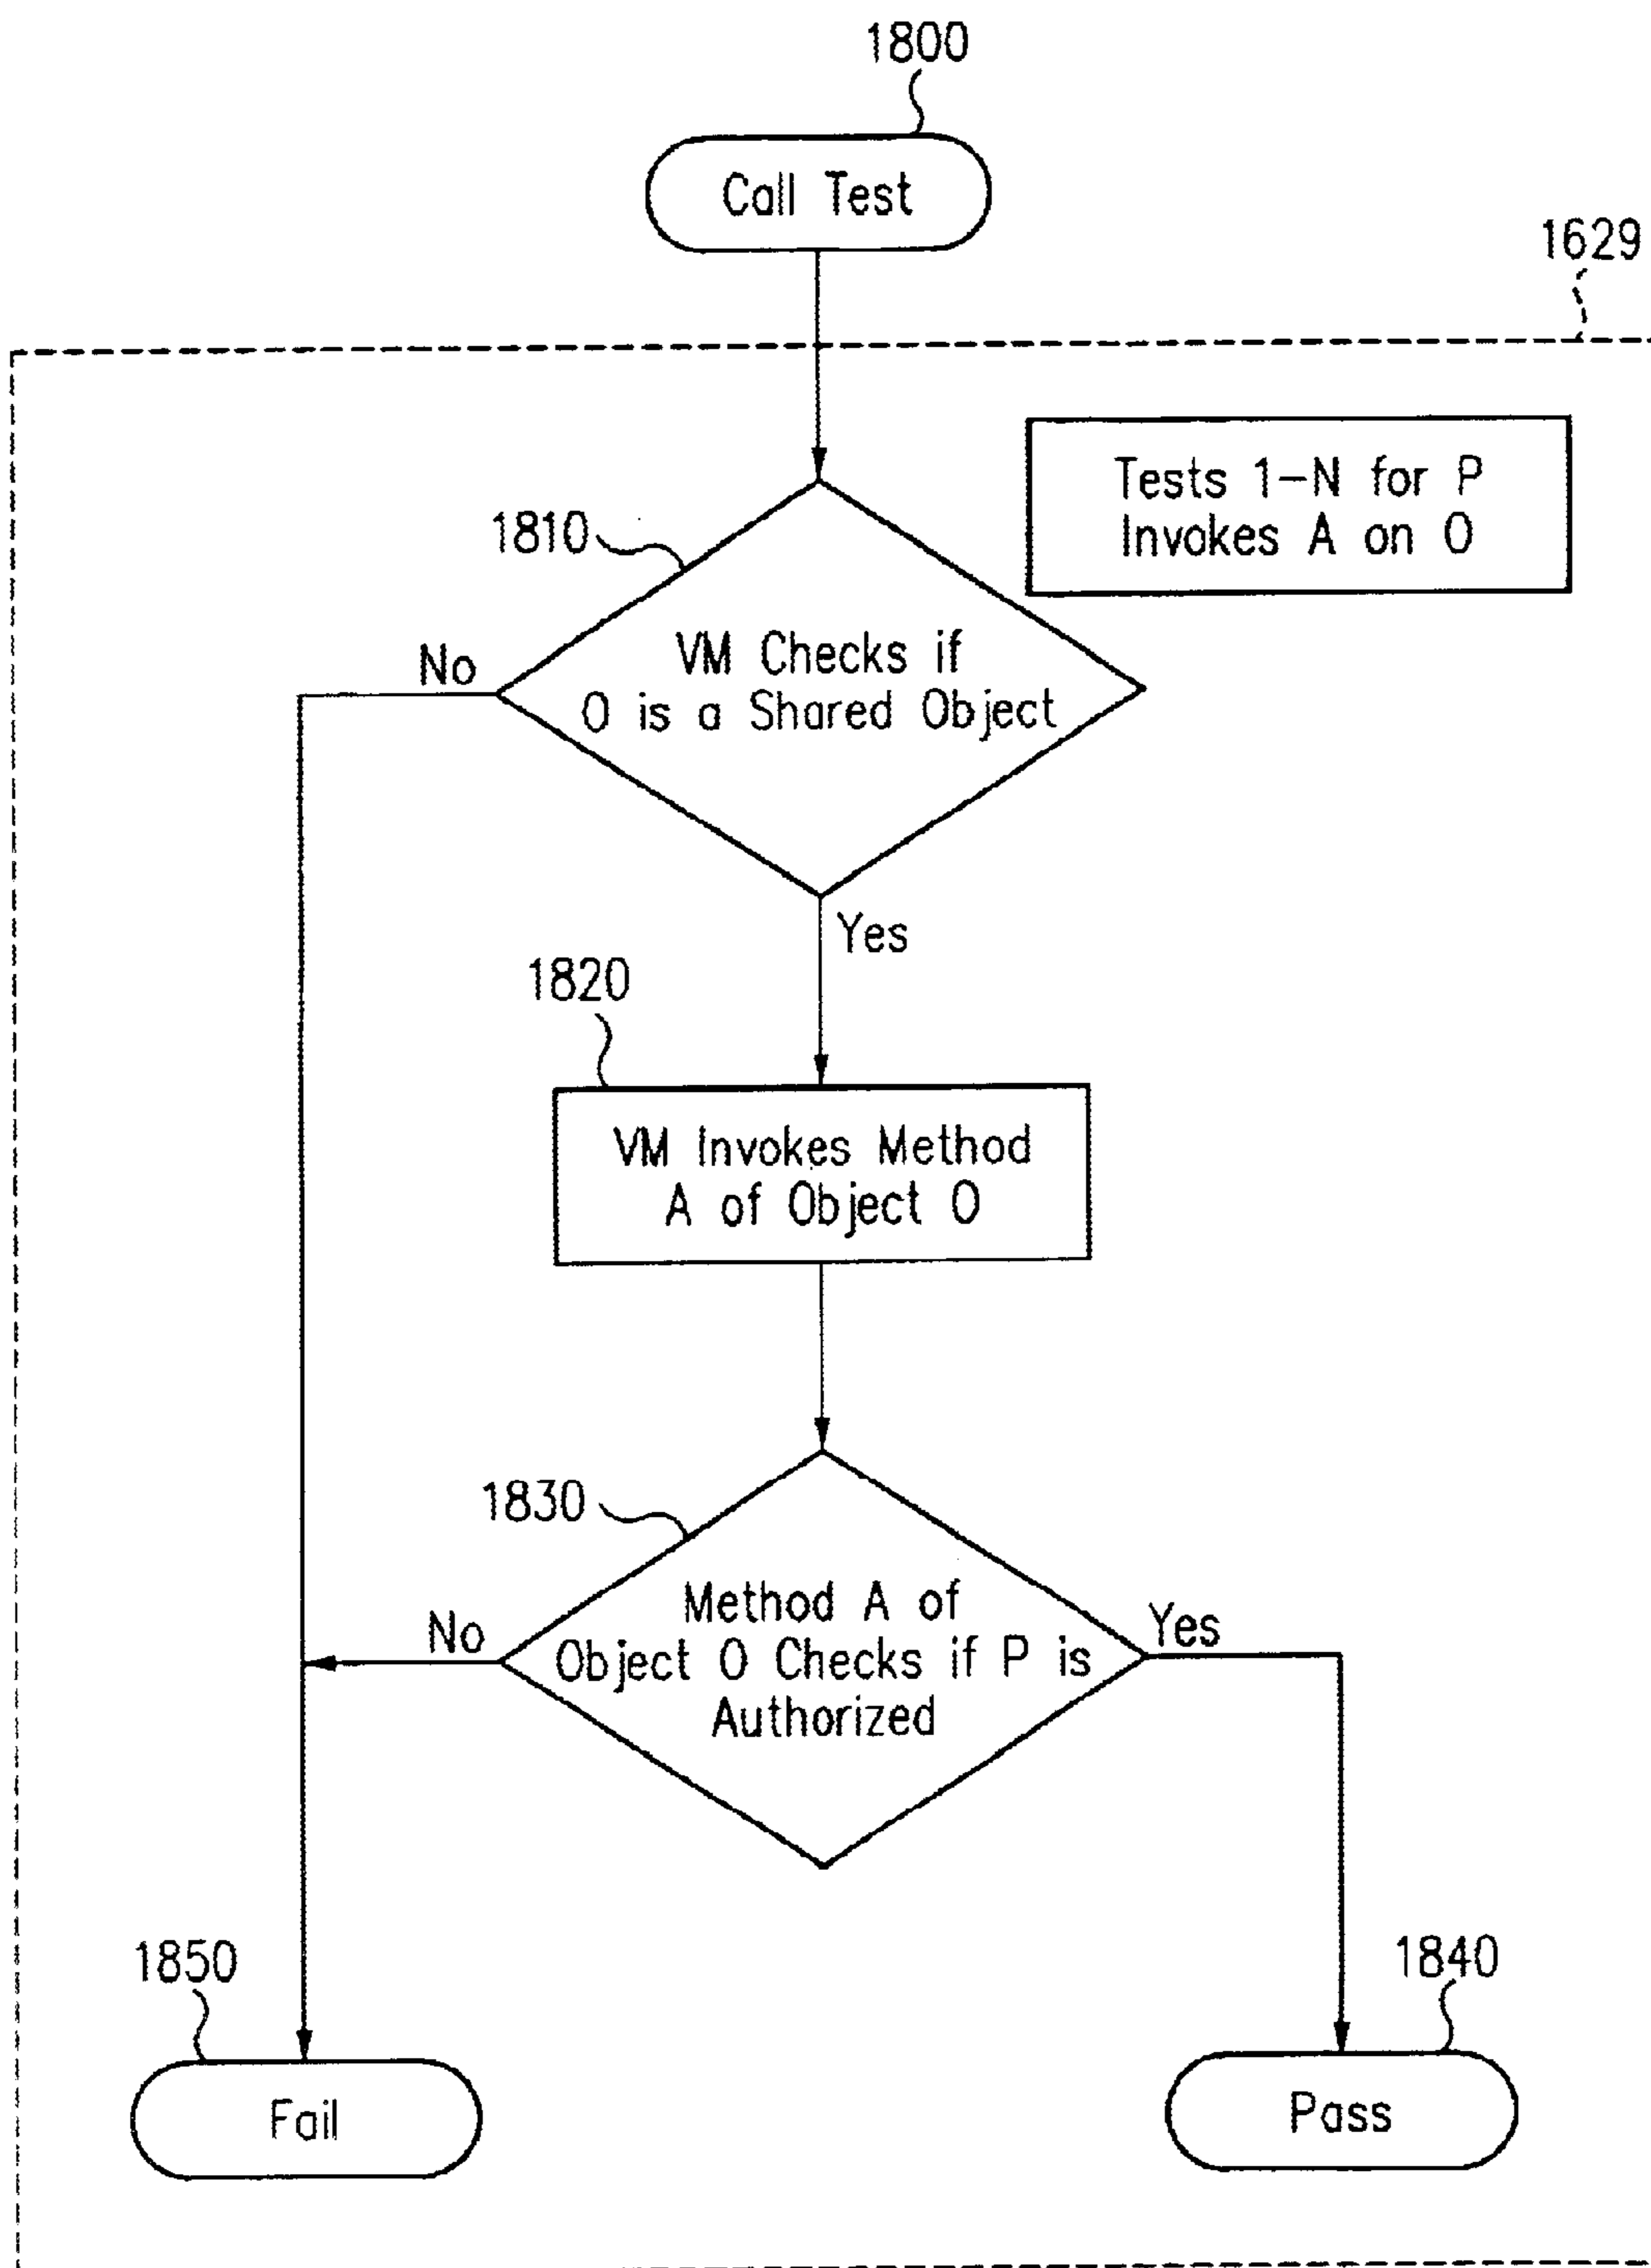 1800
Call Test
1629
Tests 1-N for P
Invokes A on O
1810
VM Checks if
O is a Shared Object
No
Yes
1820
VM Invokes Method
A of Object O
1830
Method A of
Object O Checks if P is
Authorized
No
Yes
1850
Fail
1840
Pass